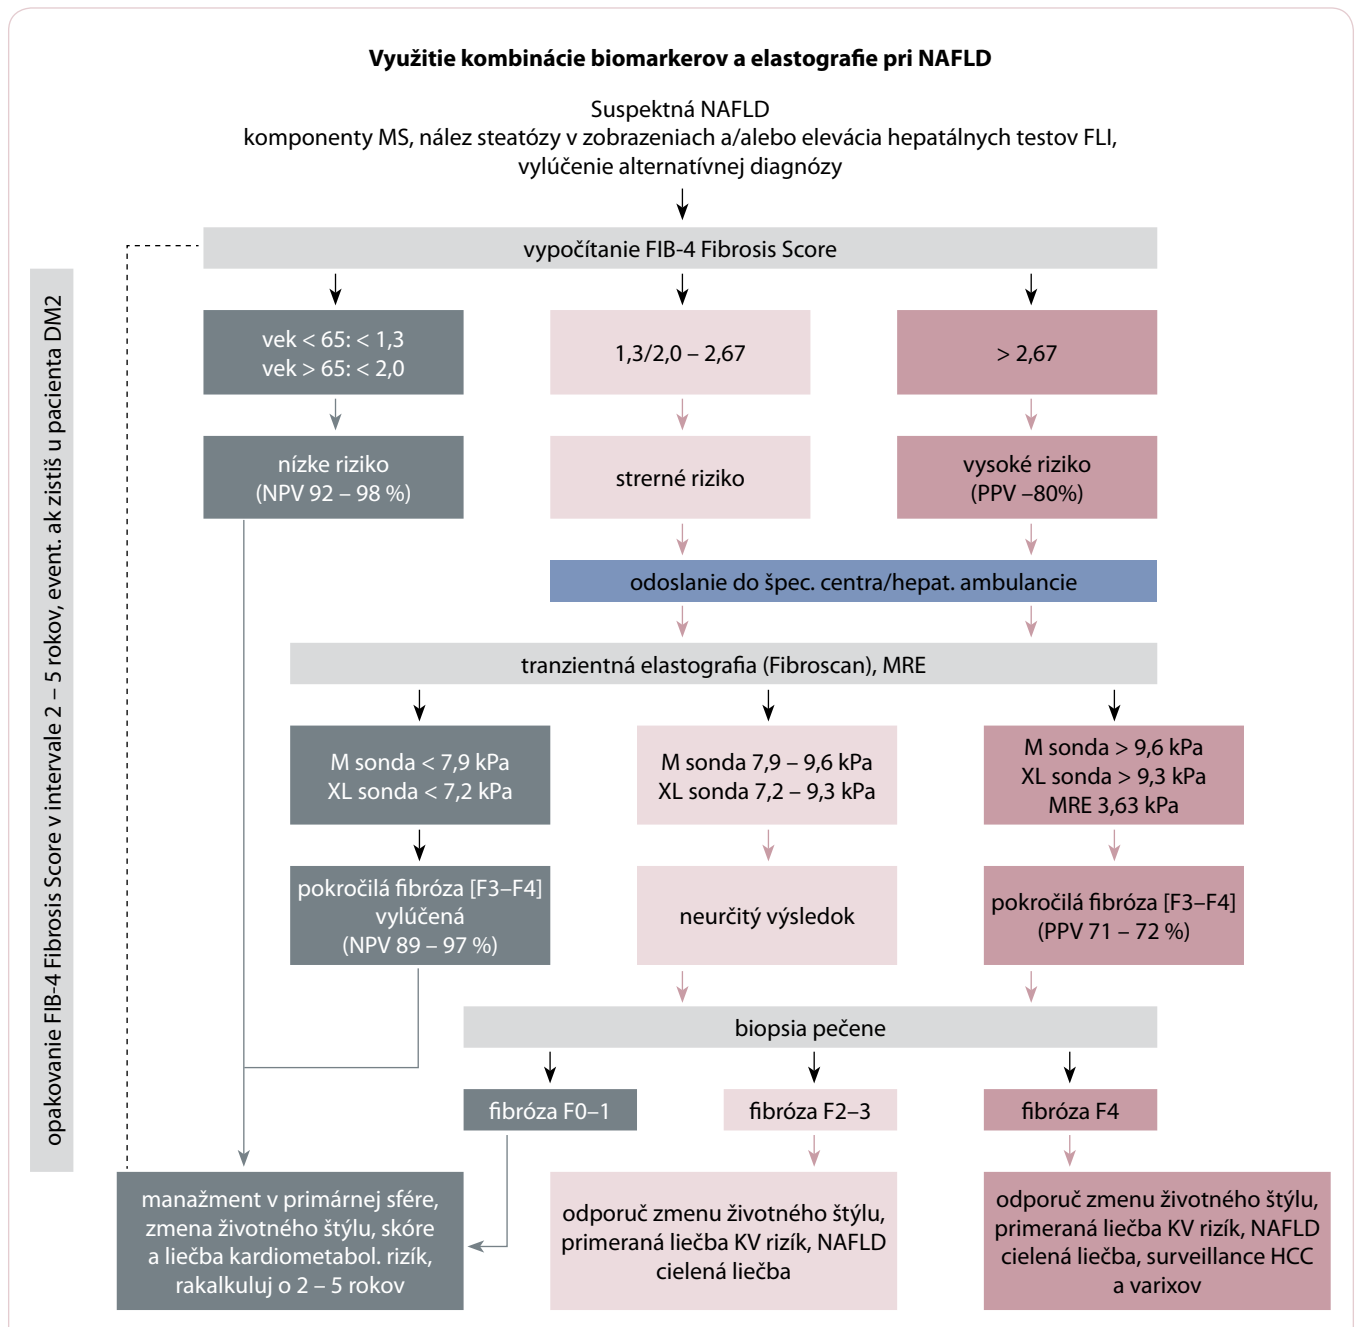 Využitie kombinácie biomarkerov a elastografie pri NAFLD
Suspektná NAFLD
komponenty MS, nález steatózy v zobrazeniach a/alebo elevácia hepatálnych testov FLI,
vylúčenie alternatívnej diagnózy
vypočítanie FIB-4 Fibrosis Score
vek < 65: < 1,3
vek > 65: < 2,0
1,3/2,0 – 2,67
> 2,67
nízke riziko
(NPV 92 – 98 %)
strerné riziko
vysoké riziko
(PPV –80%)
odoslanie do špec. centra/hepat. ambulancie
tranzientná elastografia (Fibroscan), MRE
M sonda < 7,9 kPa
XL sonda < 7,2 kPa
M sonda 7,9 – 9,6 kPa
XL sonda 7,2 – 9,3 kPa
M sonda > 9,6 kPa
XL sonda > 9,3 kPa
MRE 3,63 kPa
pokročilá fibróza [F3–F4]
vylúčená
(NPV 89 – 97 %)
neurčitý výsledok
pokročilá fibróza [F3–F4]
(PPV 71 – 72 %)
biopsia pečene
fibróza F0–1
fibróza F2–3
fibróza F4
manažment v primárnej sfére,
zmena životného štýlu, skóre
a liečba kardiometabol. rizík,
rakalkuluj o 2 – 5 rokov
odporuč zmenu životného štýlu,
primeraná liečba KV rizík, NAFLD
cielená liečba
odporuč zmenu životného štýlu,
primeraná liečba KV rizík, NAFLD
cielená liečba, surveillance HCC
a varixov
opakovanie FIB-4 Fibrosis Score v intervale 2 – 5 rokov, event. ak zistiš u pacienta DM2